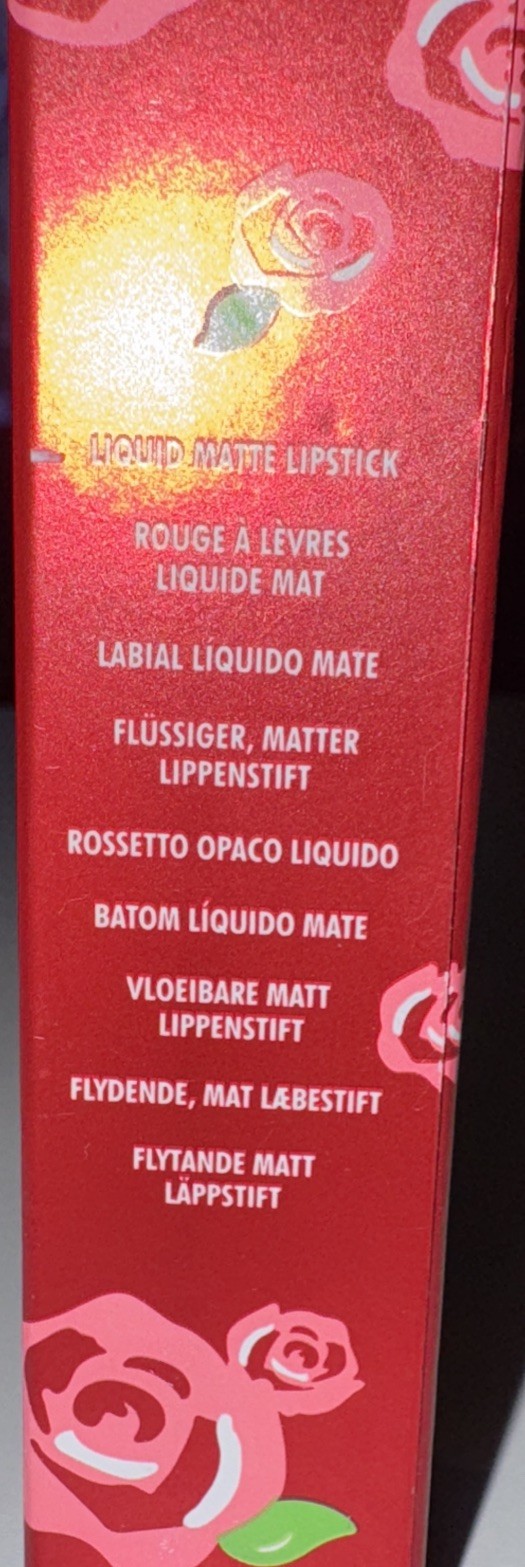 LIQUID MATTE LIPSTICK
ROUGE À LÈVRES
LIQUIDE MAT
LABIAL LÍQUIDO MATE
FLÜSSIGER, MATTER
LIPPENSTIFT
ROSSETTO OPACO LIQUIDO
BATOM LÍQUIDO MATE
VLOEIBARE MATT
LIPPENSTIFT
FLYDENDE, MAT LÆBESTIFT
FLYTANDE MATT
LÄPPSTIFT